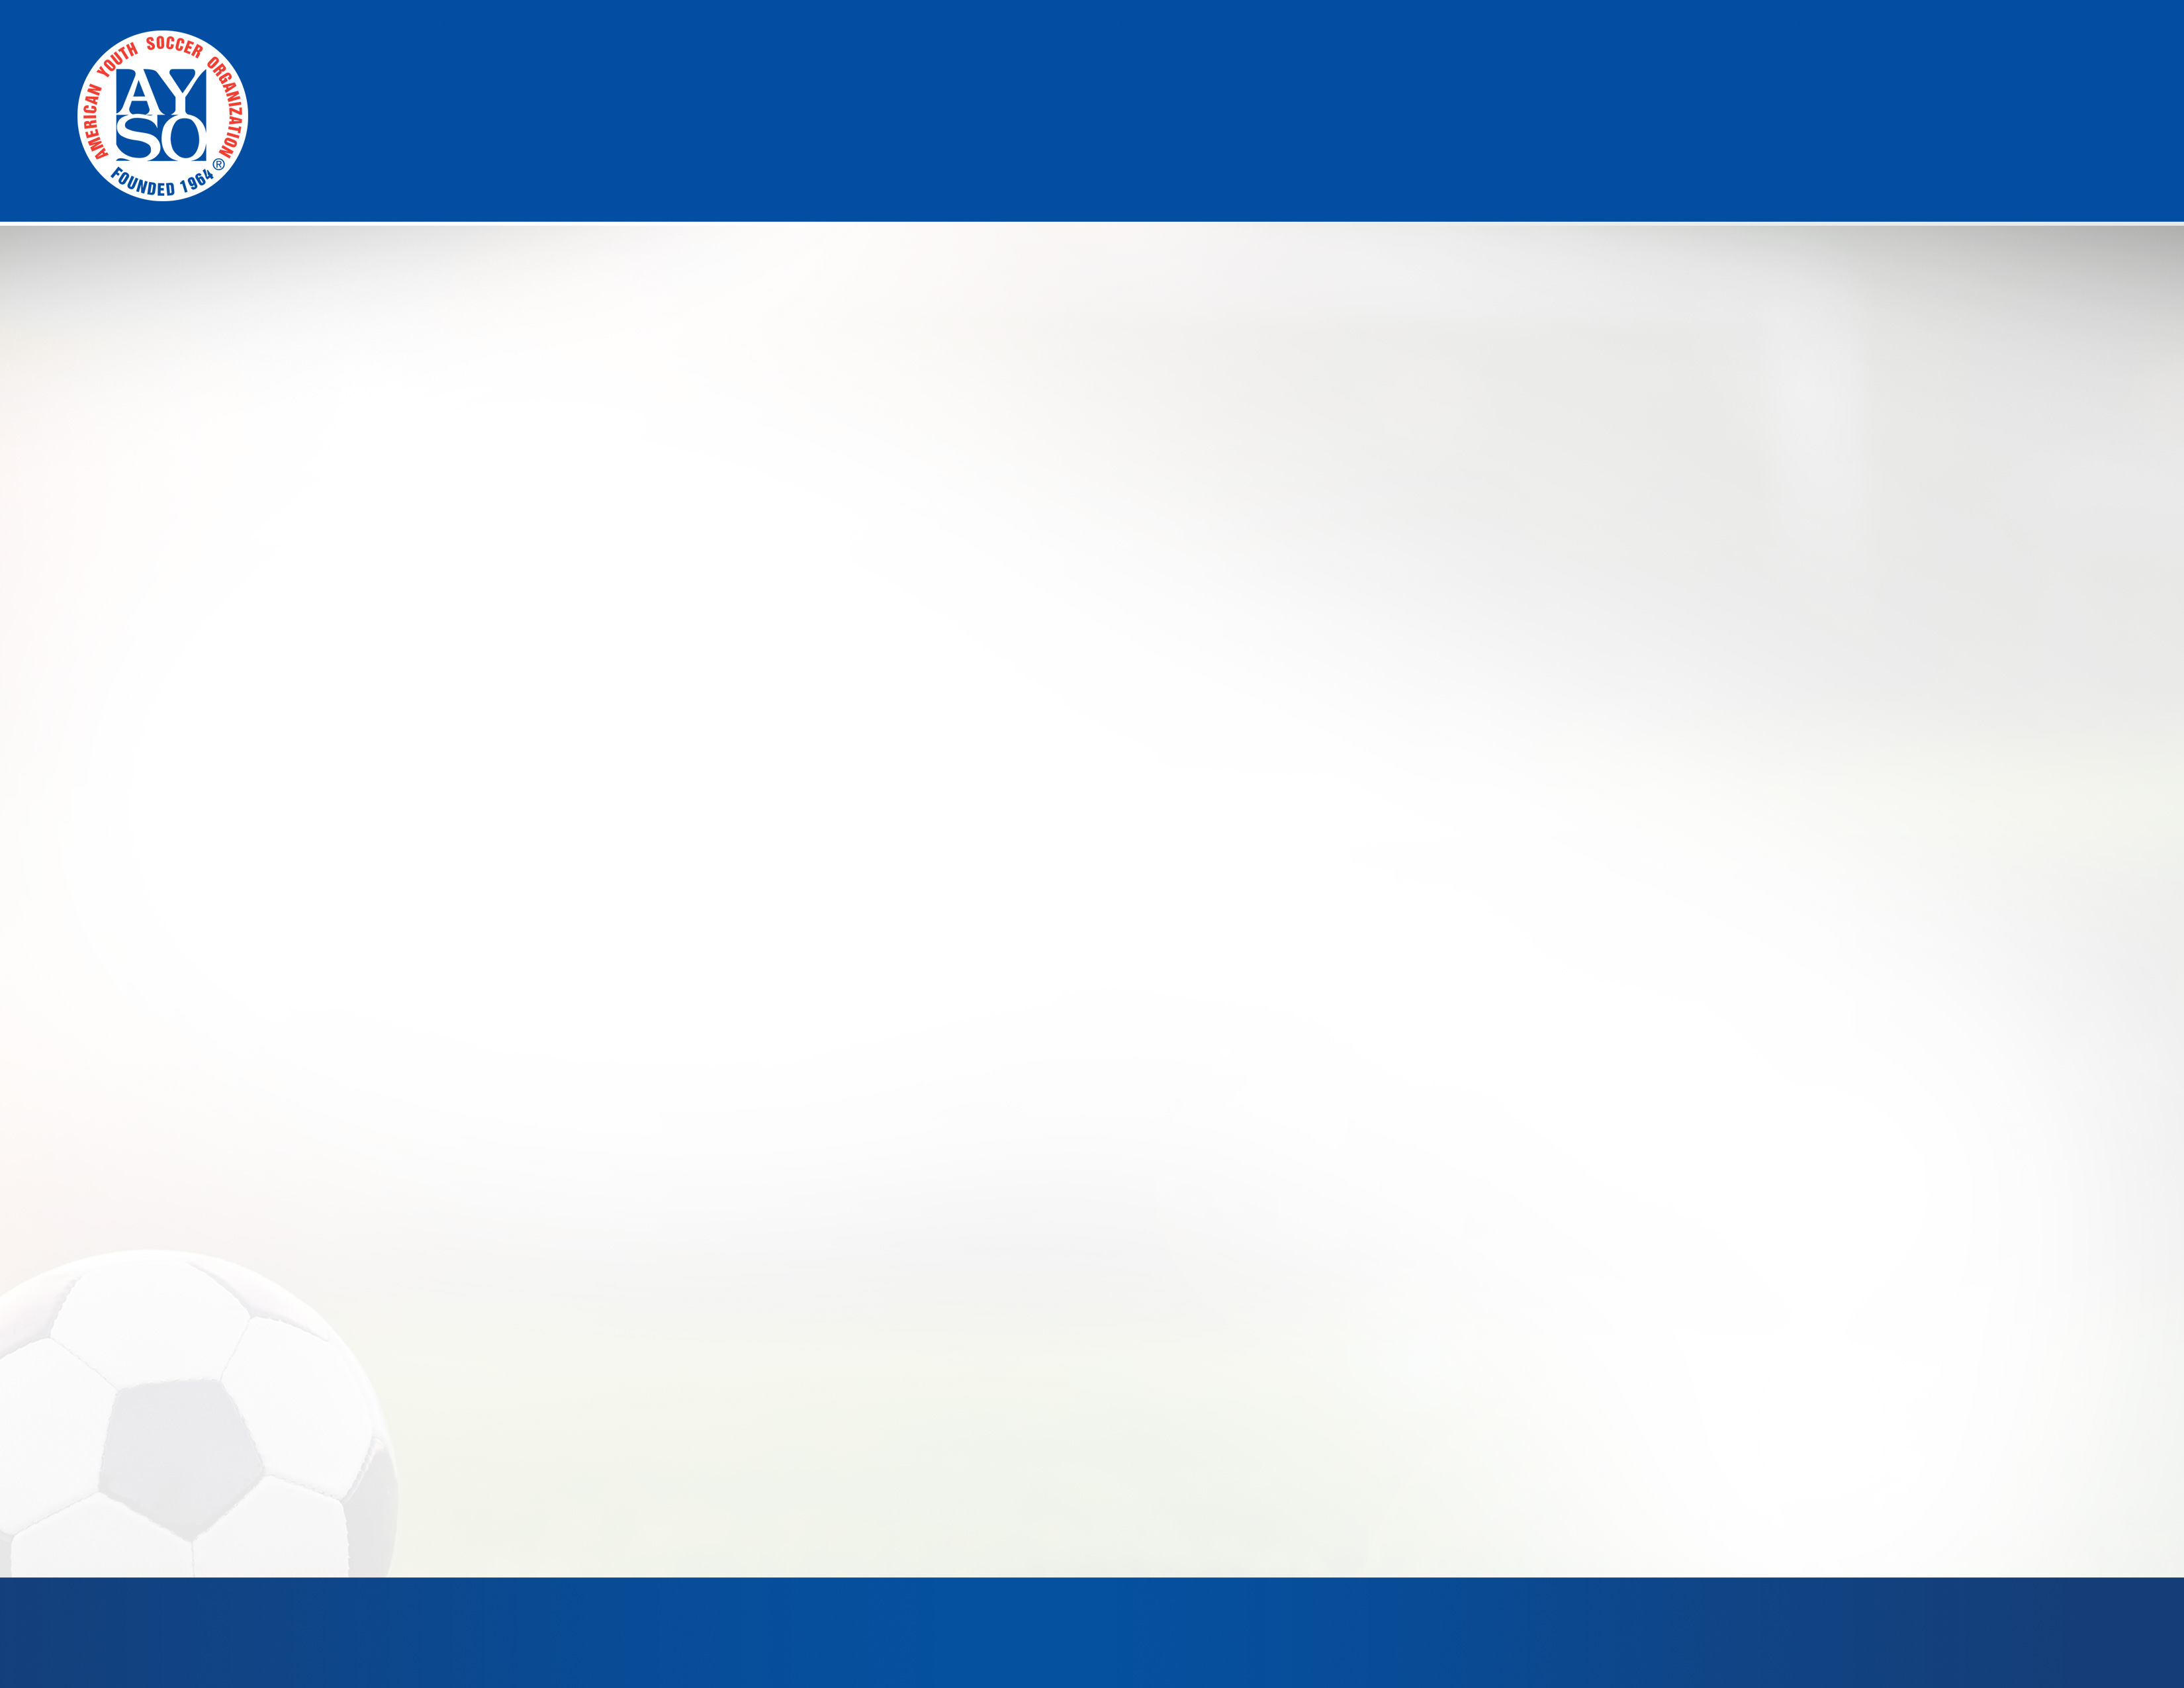 AMERICAN YOUTH SOCCER ORGANIZATION
AY
SO
®
FOUNDED 1964